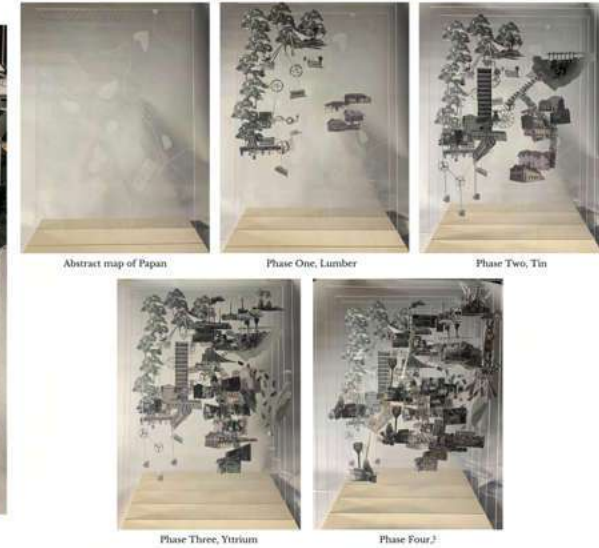 Abstract map of Papan
Phase One, Lumber
Phase Two, Tin
Phase Three, Yttrium
Phase Four,?